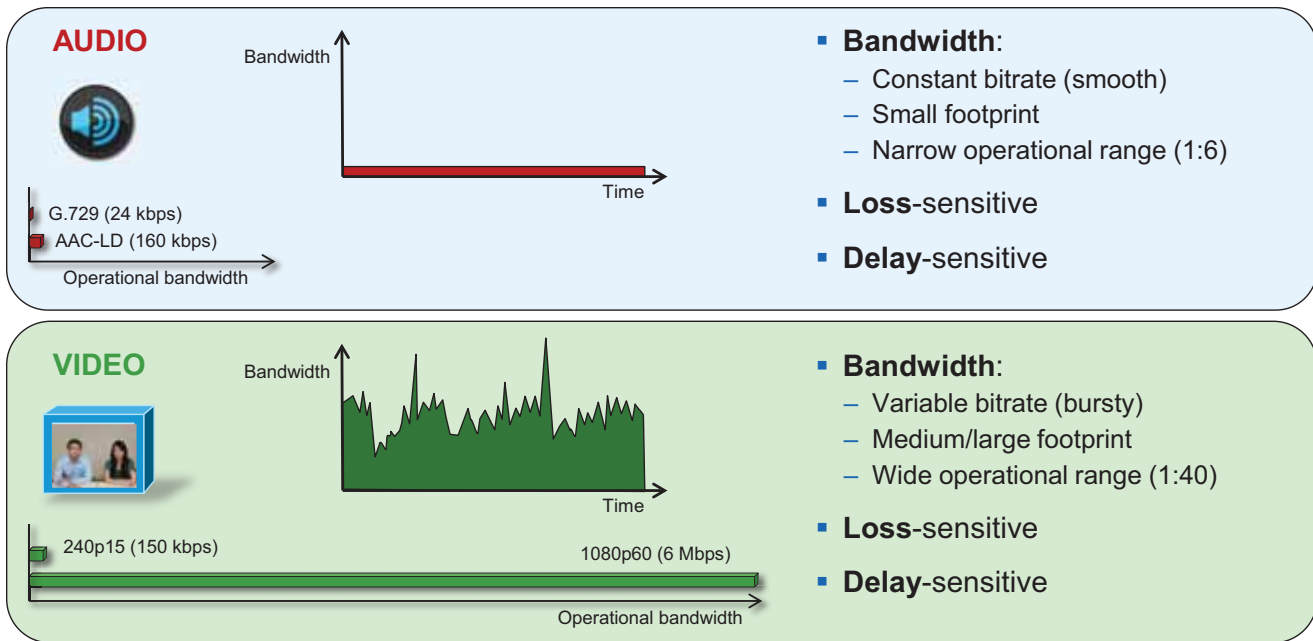 AUDIO
Bandwidth
Time
G.729 (24 kbps)
AAC-LD (160 kbps)
Operational bandwidth
▪ Bandwidth:
– Constant bitrate (smooth)
– Small footprint
– Narrow operational range (1:6)
▪ Loss-sensitive
▪ Delay-sensitive
VIDEO
Bandwidth
Time
240p15 (150 kbps)
1080p60 (6 Mbps)
Operational bandwidth
▪ Bandwidth:
– Variable bitrate (bursty)
– Medium/large footprint
– Wide operational range (1:40)
▪ Loss-sensitive
▪ Delay-sensitive